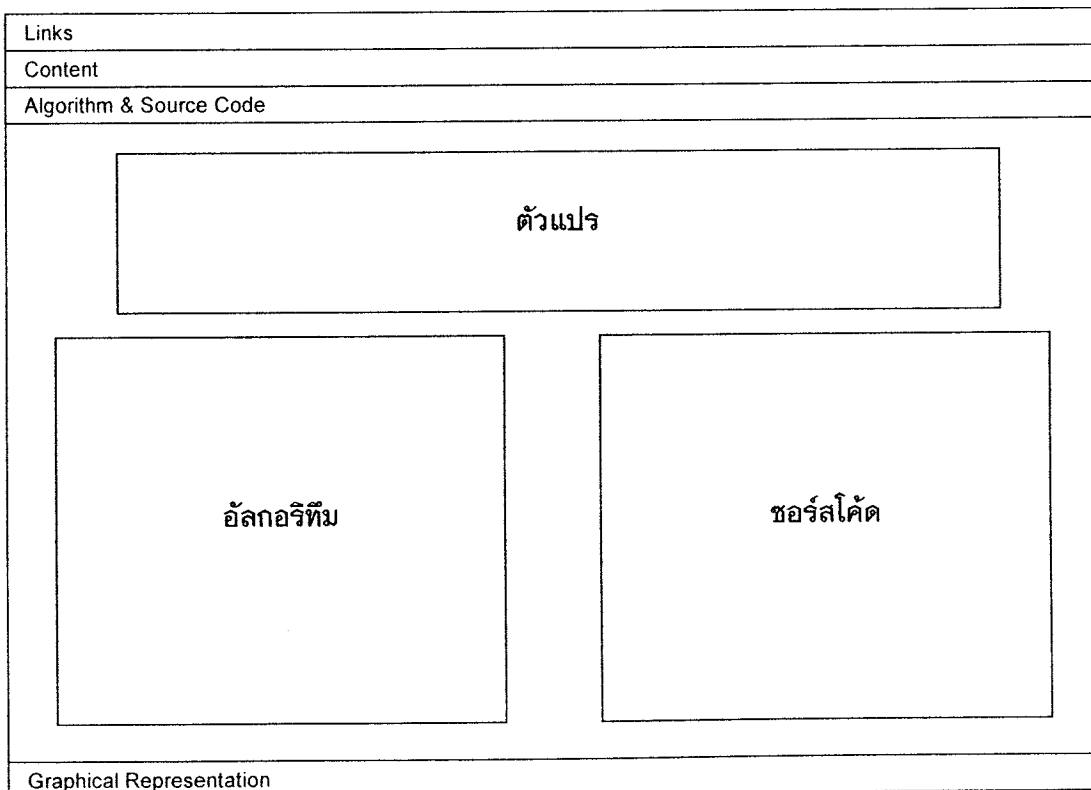 Links
Content
Algorithm & Source Code
ตัวแปร
อัลกอริทึม
ซอร์สโค้ด
Graphical Representation